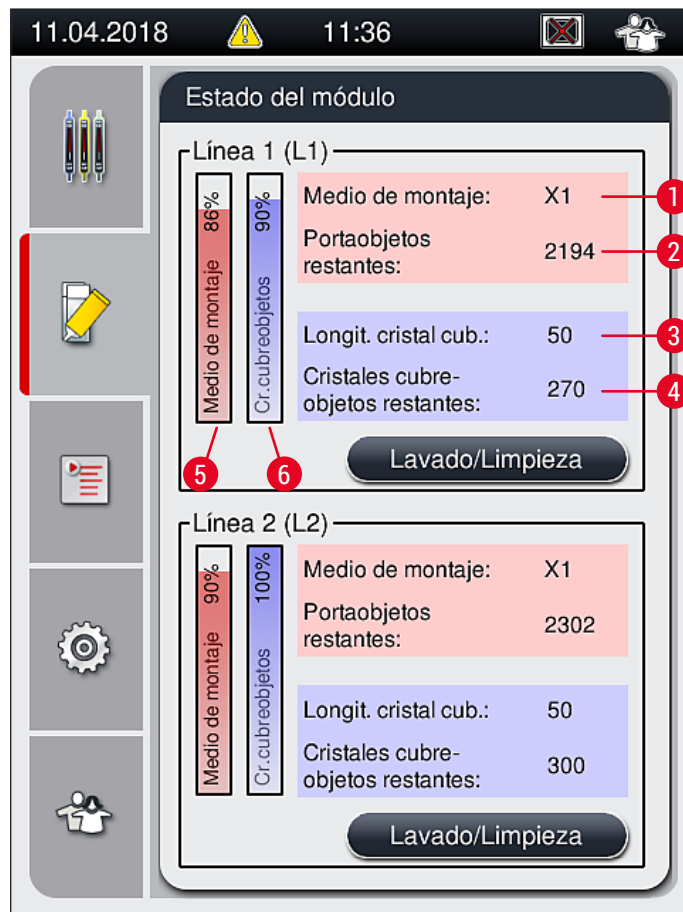 11.04.2018 11:36
Estado del módulo
Línea 1 (L1)
Medio de montaje 86%
Cr.cubreobjetos 90%
Medio de montaje: X1
1
Portaobjetos
restantes: 2194
2
Longit. cristal cub.: 50
3
Cristales cubre-
objetos restantes: 270
4
5
6
Lavado/Limpieza
Línea 2 (L2)
Medio de montaje 90%
Cr.cubreobjetos 100%
Medio de montaje: X1
Portaobjetos
restantes: 2302
Longit. cristal cub.: 50
Cristales cubre-
objetos restantes: 300
Lavado/Limpieza